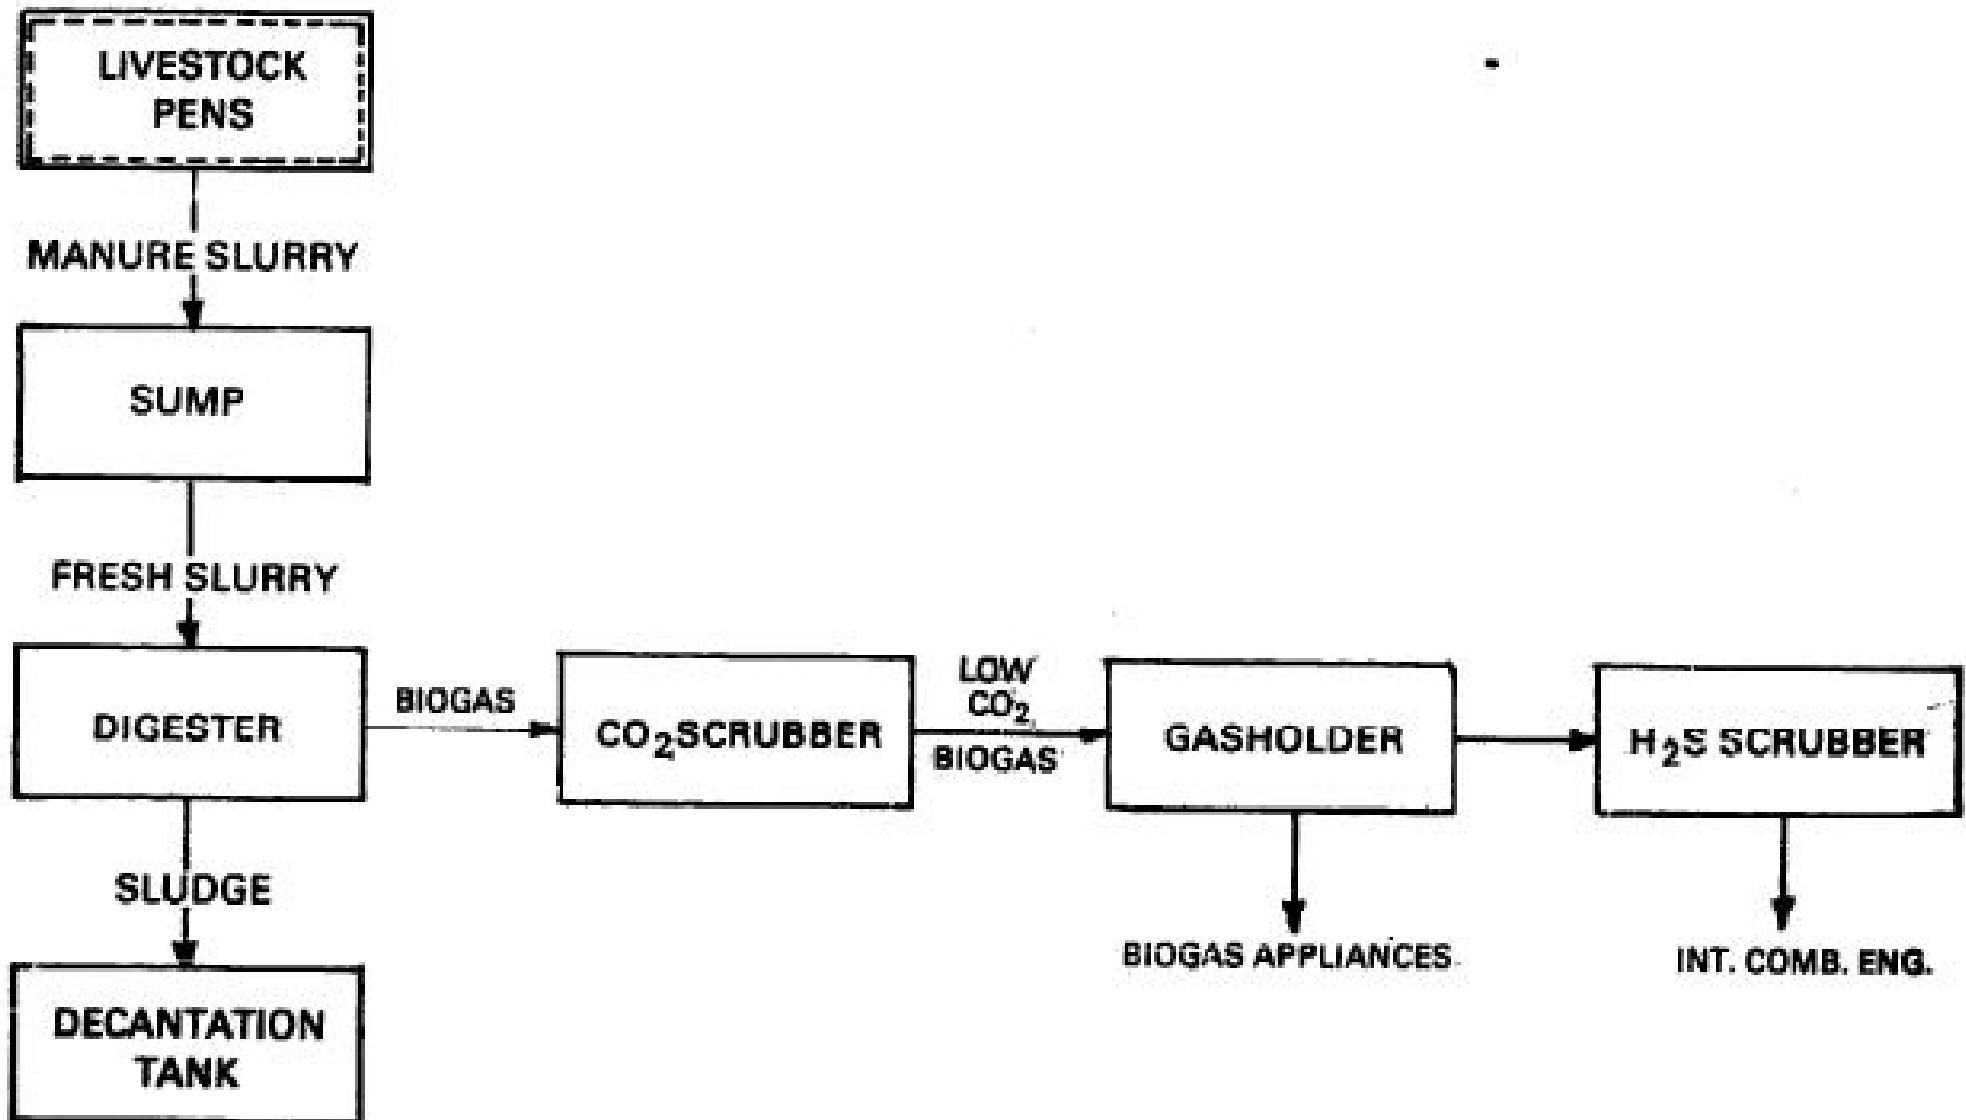 LIVESTOCK
PENS
MANURE SLURRY
SUMP
FRESH SLURRY
DIGESTER
BIOGAS
CO₂SCRUBBER
LOW
CO₂
BIOGAS
GASHOLDER
H₂S SCRUBBER
SLUDGE
BIOGAS APPLIANCES
INT. COMB. ENG.
DECANTATION
TANK